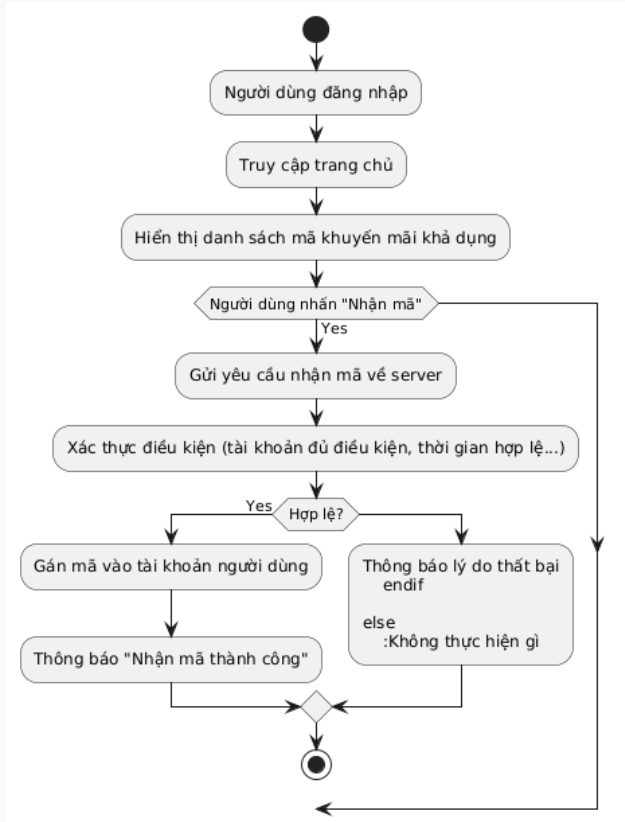 Người dùng đăng nhập
Truy cập trang chủ
Hiển thị danh sách mã khuyến mãi khả dụng
Người dùng nhấn "Nhận mã"
Yes
Gửi yêu cầu nhận mã về server
Xác thực điều kiện (tài khoản đủ điều kiện, thời gian hợp lệ...)
Yes
Hợp lệ?
Gán mã vào tài khoản người dùng
Thông báo "Nhận mã thành công"
Thông báo lý do thất bại
endif
else
:Không thực hiện gì